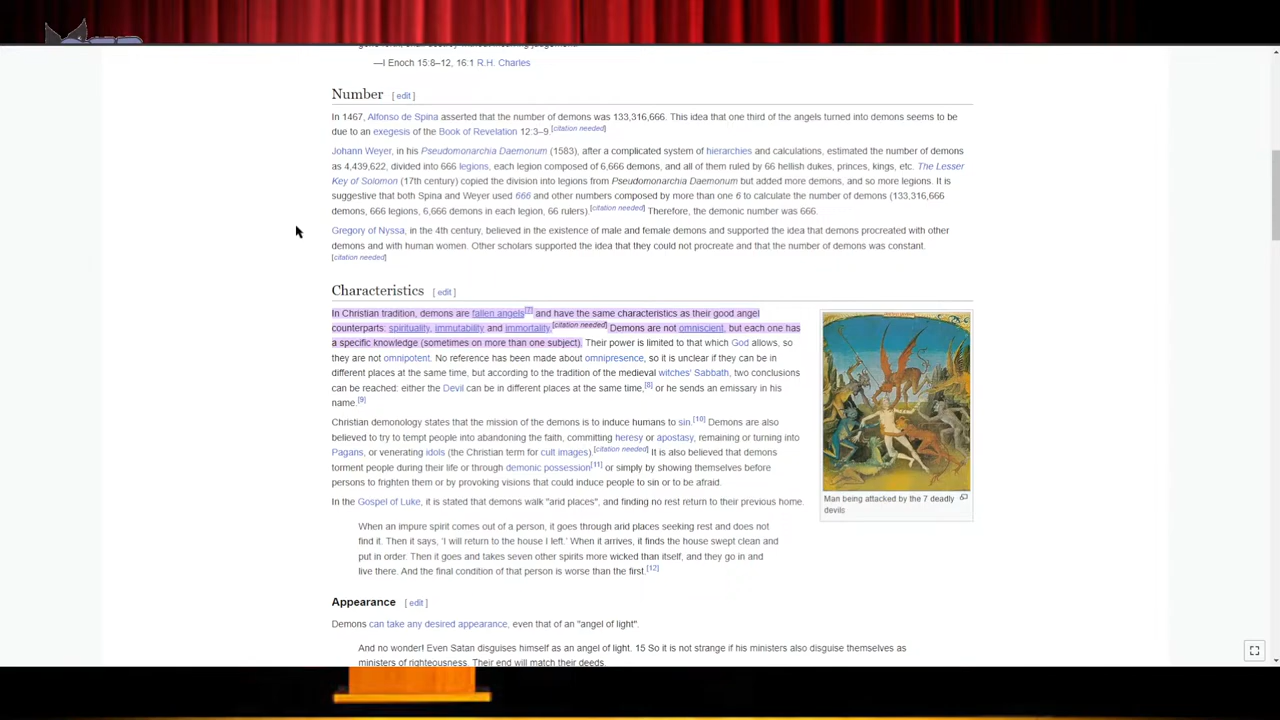 —I Enoch 15:8–12, 16:1 R.H. Charles
Number [ edit ]
In 1467, Alfonso de Spina asserted that the number of demons was 133,316,666. This idea that one third of the angels turned into demons seems to be
due to an exegesis of the Book of Revelation 12:3–9.[citation needed]
Johann Weyer, in his Pseudomonarchia Daemonum (1583), after a complicated system of hierarchies and calculations, estimated the number of demons
as 4,439,622, divided into 666 legions, each legion composed of 6,666 demons, and all of them ruled by 66 hellish dukes, princes, kings, etc. The Lesser
Key of Solomon (17th century) copied the division into legions from Pseudomonarchia Daemonum but added more demons, and so more legions. It is
suggestive that both Spina and Weyer used 666 and other numbers composed by more than one 6 to calculate the number of demons (133,316,666
demons, 666 legions, 6,666 demons in each legion, 66 rulers).[citation needed] Therefore, the demonic number was 666.
Gregory of Nyssa, in the 4th century, believed in the existence of male and female demons and supported the idea that demons procreated with other
demons and with human women. Other scholars supported the idea that they could not procreate and that the number of demons was constant.
[citation needed]
Characteristics [ edit ]
In Christian tradition, demons are fallen angels[7] and have the same characteristics as their good angel
counterparts: spirituality, immutability and immortality.[citation needed] Demons are not omniscient, but each one has
a specific knowledge (sometimes on more than one subject). Their power is limited to that which God allows, so
they are not omnipotent. No reference has been made about omnipresence, so it is unclear if they can be in
different places at the same time, but according to the tradition of the medieval witches' Sabbath, two conclusions
can be reached: either the Devil can be in different places at the same time,[8] or he sends an emissary in his
name.[9]
Christian demonology states that the mission of the demons is to induce humans to sin.[10] Demons are also
believed to try to tempt people into abandoning the faith, committing heresy or apostasy, remaining or turning into
Pagans, or venerating idols (the Christian term for cult images).[citation needed] It is also believed that demons
torment people during their life or through demonic possession[11] or simply by showing themselves before
persons to frighten them or by provoking visions that could induce people to sin or to be afraid.
In the Gospel of Luke, it is stated that demons walk "arid places", and finding no rest return to their previous home.
Man being attacked by the 7 deadly
devils
When an impure spirit comes out of a person, it goes through arid places seeking rest and does not
find it. Then it says, 'I will return to the house I left.' When it arrives, it finds the house swept clean and
put in order. Then it goes and takes seven other spirits more wicked than itself, and they go in and
live there. And the final condition of that person is worse than the first.[12]
Appearance [ edit ]
Demons can take any desired appearance, even that of an "angel of light".
And no wonder! Even Satan disguises himself as an angel of light. 15 So it is not strange if his ministers also disguise themselves as
ministers of righteousness. Their end will match their deeds.